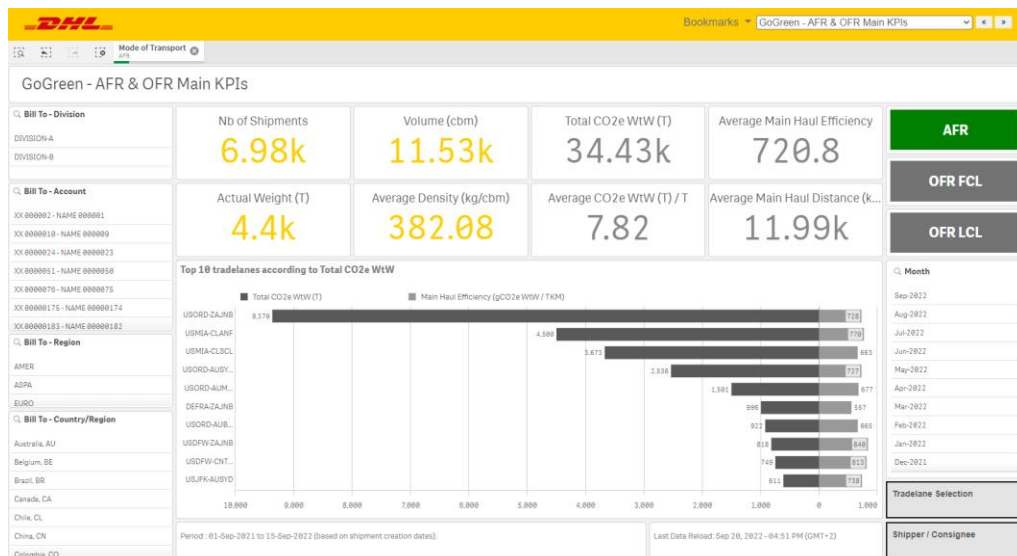 DHL
Bookmarks
GoGreen - AFR & OFR Main KPIs
Mode of Transport
AFR
GoGreen - AFR & OFR Main KPIs
Bill To - Division
DIVISION-A
DIVISION-B
Bill To - Account
XX 000002 - NAME 000001
XX 0000010 - NAME 000009
XX 0000024 - NAME 0000023
XX 0000051 - NAME 0000050
XX 0000076 - NAME 0000075
XX 00000175 - NAME 00000174
XX 00000183 - NAME 00000182
Bill To - Region
AMER
ASPA
EURO
Bill To - Country/Region
Australia, AU
Belgium, BE
Brazil, BR
Canada, CA
Chile, CL
China, CN
Colombia, CO
Nb of Shipments
6.98k
Volume (cbm)
11.53k
Total CO2e WtW (T)
34.43k
Average Main Haul Efficiency
720.8
Actual Weight (T)
4.4k
Average Density (kg/cbm)
382.08
Average CO2e WtW (T) / T
7.82
Average Main Haul Distance (k...
11.99k
Top 10 tradelanes according to Total CO2e WtW
Total CO2e WtW (T)
Main Haul Efficiency (gCO2e WtW / TKM)
USORD-ZAJNB 9,370 728
USMIA-CLANF 4,500 770
USMIA-CLSCL 3,673 663
USORD-AUSY... 2,536 727
USORD-AUM... 1,501 677
DEFRA-ZAJNB 996 557
USORD-AUB... 922 665
USDFW-ZAJNB 818 840
USDFW-CNT... 749 813
USJFK-AUSYD 611 738
10,000 9,000 8,000 7,000 6,000 5,000 4,000 3,000 2,000 1,000 0 1,000
Period : 01-Sep-2021 to 15-Sep-2022 (based on shipment creation dates).
Last Data Reload: Sep 20, 2022 - 04:51 PM (GMT+2)
AFR
OFR FCL
OFR LCL
Month
Sep-2022
Aug-2022
Jul-2022
Jun-2022
May-2022
Apr-2022
Mar-2022
Feb-2022
Jan-2022
Dec-2021
Tradelane Selection
Shipper / Consignee